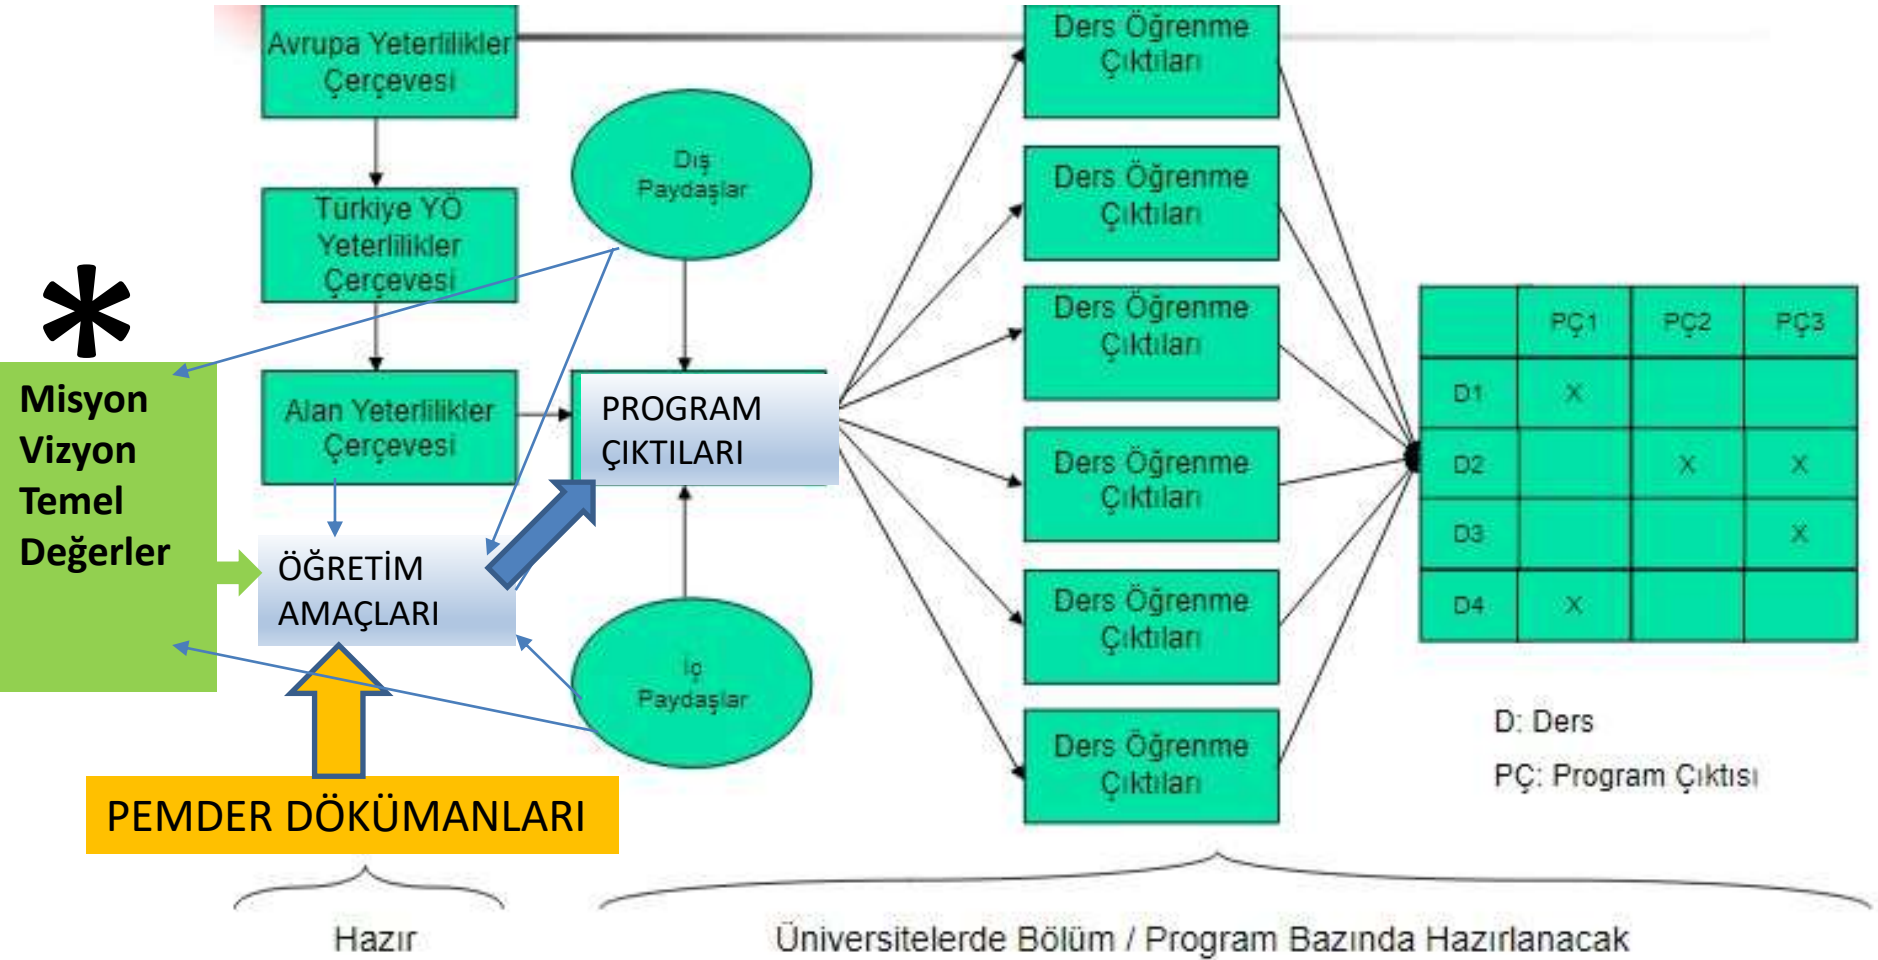 Avrupa Yeterlilikler
Çerçevesi
Türkiye YÖ
Yeterlilikler
Çerçevesi
Alan Yeterlilikler
Çerçevesi
Misyon
Vizyon
Temel
Değerler
ÖĞRETİM
AMAÇLARI
PEMDER DÖKÜMANLARI
Dış
Paydaşlar
PROGRAM
ÇIKTILARI
İç
Paydaşlar
Ders Öğrenme
Çıktıları
Ders Öğrenme
Çıktıları
Ders Öğrenme
Çıktıları
Ders Öğrenme
Çıktıları
Ders Öğrenme
Çıktıları
Ders Öğrenme
Çıktıları
PÇ1 PÇ2 PÇ3
D1 X
D2 X X
D3 X
D4 X
D: Ders
PÇ: Program Çıktısı
Hazır
Üniversitelerde Bölüm / Program Bazında Hazırlanacak